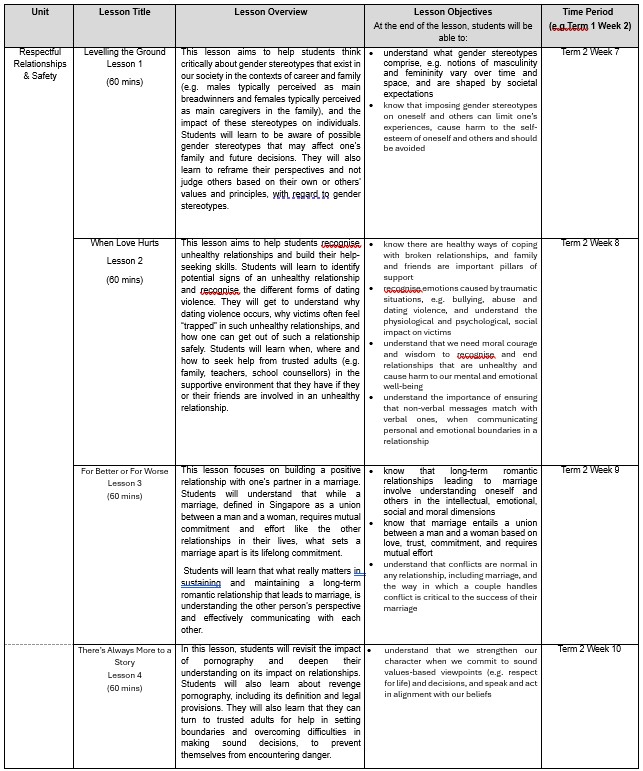 Unit
Lesson Title
Lesson Overview
Lesson Objectives
At the end of the lesson, students will be
able to:
Time Period
(e.g Term 1 Week 2)
Respectful
Relationships
& Safety
Levelling the Ground
Lesson 1
(60 mins)
This lesson aims to help students think
critically about gender stereotypes that exist in
our society in the contexts of career and family
(e.g. males typically perceived as main
breadwinners and females typically perceived
as main caregivers in the family), and the
impact of these stereotypes on individuals.
Students will learn to be aware of possible
gender stereotypes that may affect one's
family and future decisions. They will also
learn to reframe their perspectives and not
judge others based on their own or others'
values and principles, with regard to gender
stereotypes.
• understand what gender stereotypes
comprise, e.g. notions of masculinity
and femininity vary over time and
space, and are shaped by societal
expectations
• know that imposing gender stereotypes
on oneself and others can limit one's
experiences, cause harm to the self-
esteem of oneself and others and should
be avoided
Term 2 Week 7
When Love Hurts
Lesson 2
(60 mins)
This lesson aims to help students recognise
unhealthy relationships and build their help-
seeking skills. Students will learn to identify
potential signs of an unhealthy relationship
and recognise the different forms of dating
violence. They will get to understand why
dating violence occurs, why victims often feel
"trapped" in such unhealthy relationships, and
how one can get out of such a relationship
safely. Students will learn when, where and
how to seek help from trusted adults (e.g.
family, teachers, school counsellors) in the
supportive environment that they have if they
or their friends are involved in an unhealthy
relationship.
• know there are healthy ways of coping
with broken relationships, and family
and friends are important pillars of
support
• recognise emotions caused by traumatic
situations, e.g. bullying, abuse and
dating violence, and understand the
physiological and psychological, social
impact on victims
• understand that we need moral courage
and wisdom to recognise and end
relationships that are unhealthy and
cause harm to our mental and emotional
well-being
• understand the importance of ensuring
that non-verbal messages match with
verbal ones, when communicating
personal and emotional boundaries in a
relationship
Term 2 Week 8
For Better or For Worse
Lesson 3
(60 mins)
This lesson focuses on building a positive
relationship with one's partner in a marriage.
Students will understand that while a
marriage, defined in Singapore as a union
between a man and a woman, requires mutual
commitment and effort like the other
relationships in their lives, what sets a
marriage apart is its lifelong commitment.
Students will learn that what really matters in
sustaining and maintaining a long-term
romantic relationship that leads to marriage, is
understanding the other person's perspective
and effectively communicating with each
other.
• know that long-term romantic
relationships leading to marriage
involve understanding oneself and
others in the intellectual, emotional,
social and moral dimensions
• know that marriage entails a union
between a man and a woman based on
love, trust, commitment, and requires
mutual effort
• understand that conflicts are normal in
any relationship, including marriage, and
the way in which a couple handles
conflict is critical to the success of their
marriage
Term 2 Week 9
There's Always More to a
Story
Lesson 4
(60 mins)
In this lesson, students will revisit the impact
of pornography and deepen their
understanding on its impact on relationships.
Students will also learn about revenge
pornography, including its definition and legal
provisions. They will also learn that they can
turn to trusted adults for help in setting
boundaries and overcoming difficulties in
making sound decisions, to prevent
themselves from encountering danger.
• understand that we strengthen our
character when we commit to sound
values-based viewpoints (e.g. respect
for life) and decisions, and speak and act
in alignment with our beliefs
Term 2 Week 10